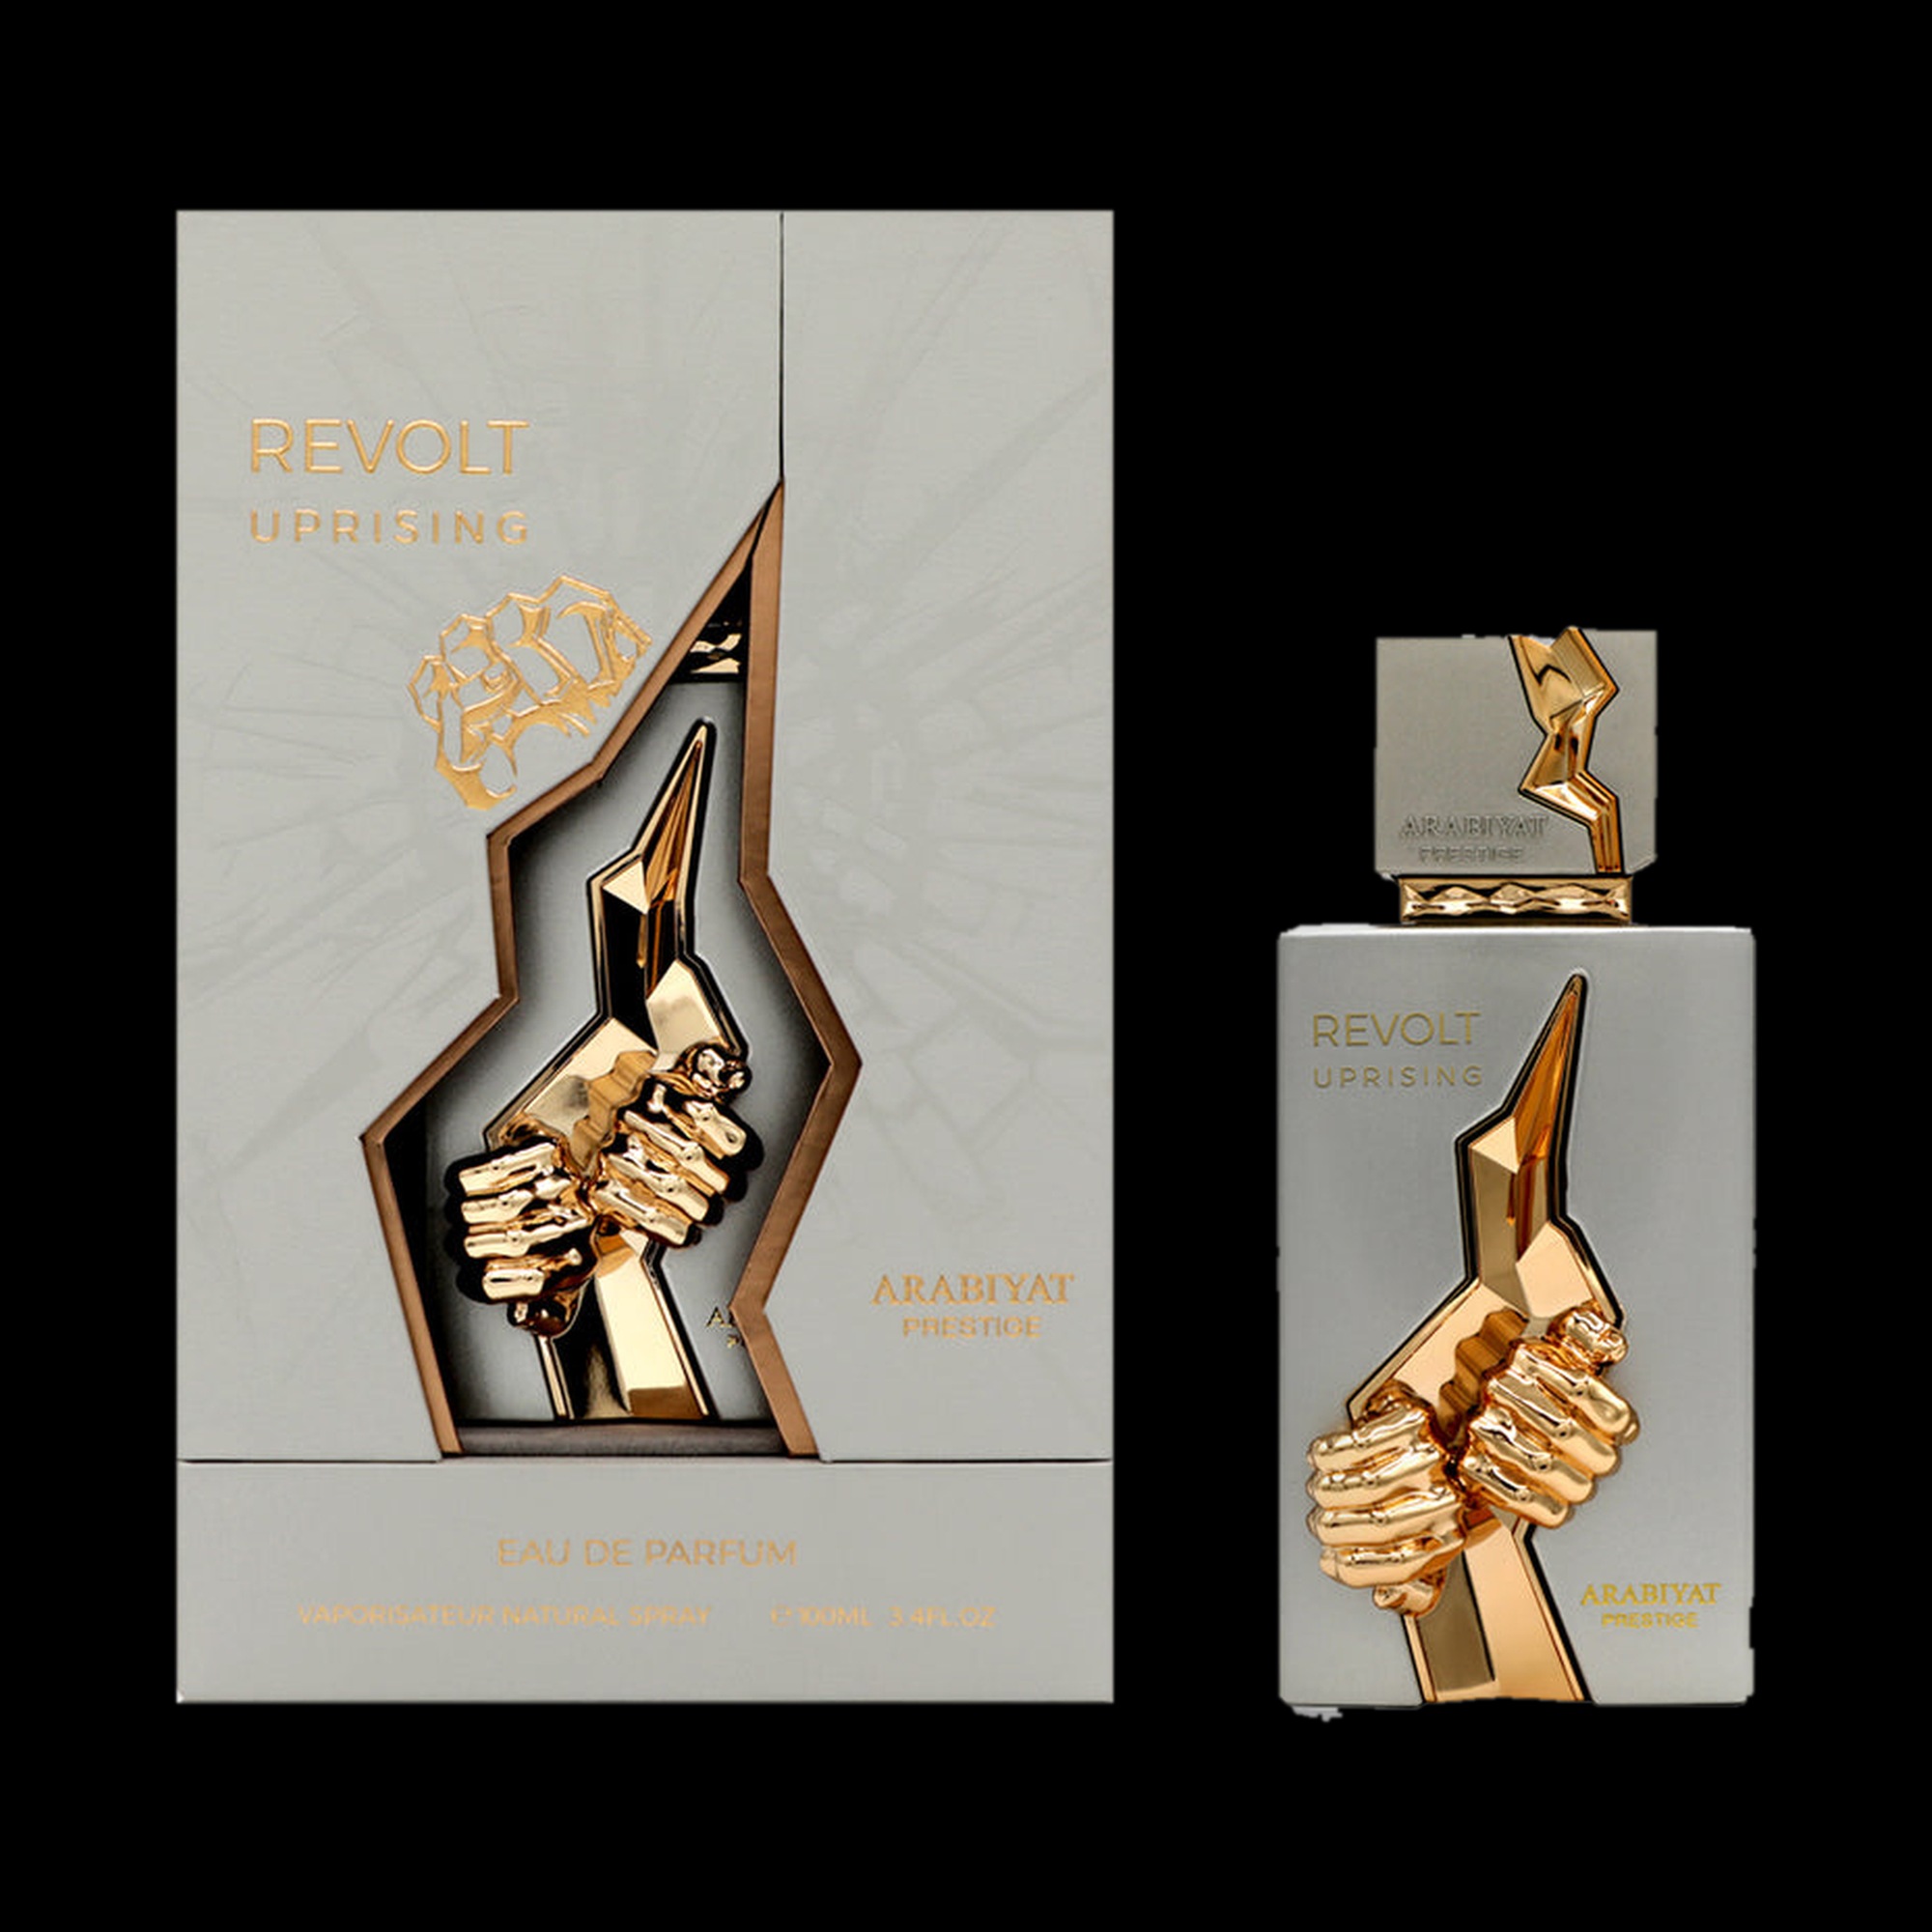 REVOLT
UPRISING
ARABIYAT
PRESTIGE
EAU DE PARFUM
VAPORISATEUR NATURAL SPRAY e 100ML 3.4FL.OZ
ARABIYAT
PRESTIGE
REVOLT
UPRISING
ARABIYAT
PRESTIGE